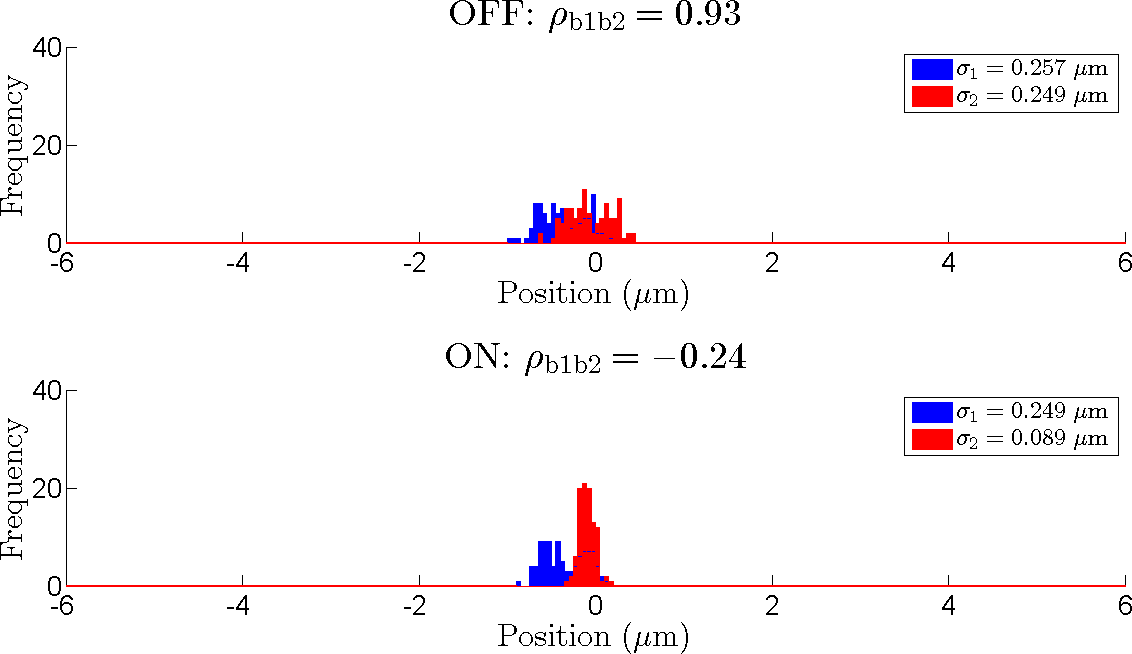 OFF: ρb1b2 = 0.93
40
20
0
Frequency
σ1 = 0.257 μm
σ2 = 0.249 μm
-6 -4 -2 0 2 4 6
Position (μm)
ON: ρb1b2 = −0.24
40
20
0
Frequency
σ1 = 0.249 μm
σ2 = 0.089 μm
-6 -4 -2 0 2 4 6
Position (μm)